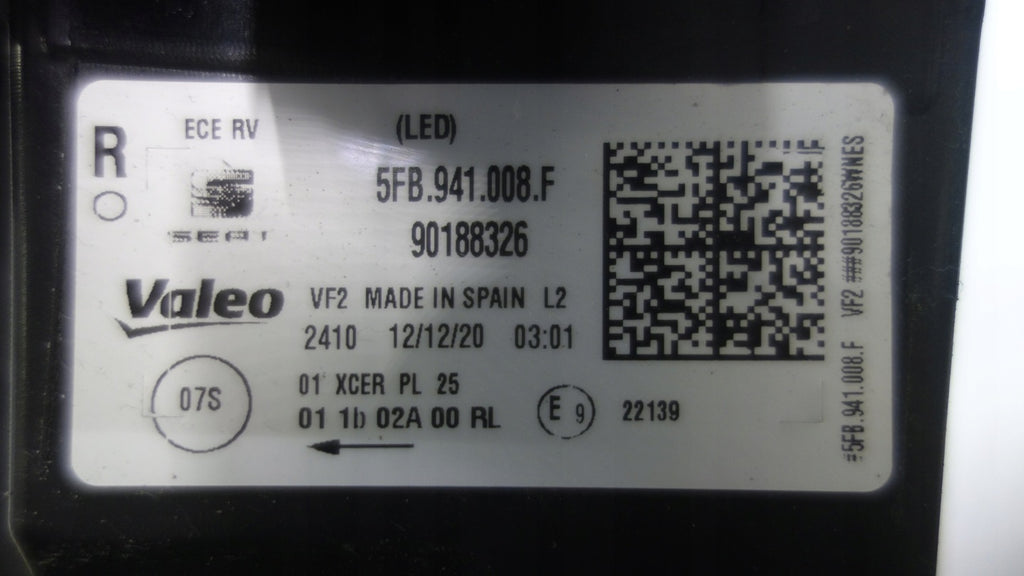 R
ECE RV
(LED)
5FB.941.008.F
90188326
SEAT
Valeo
VF2 MADE IN SPAIN L2
2410 12/12/20 03:01
07S
01 XCER PL 25
01 1b 02A 00 RL
E 9
22139
#5FB.941.008.F VF2 ###90188326WNES